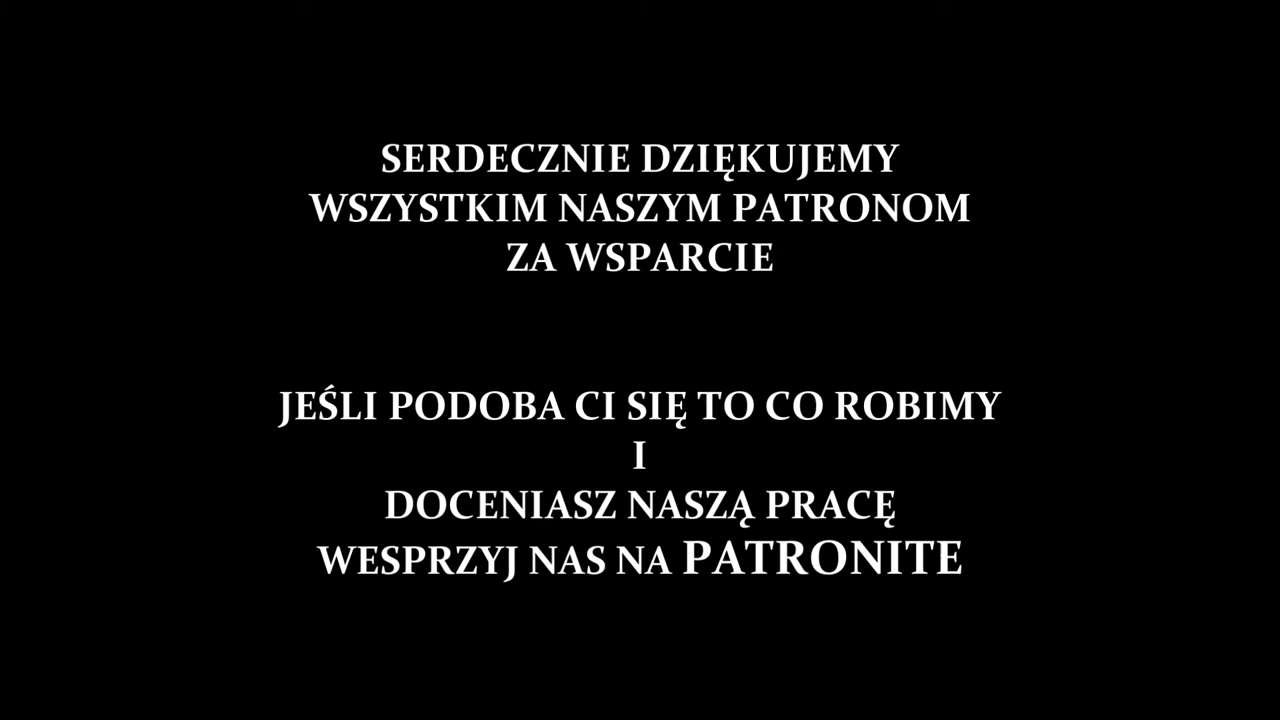 SERDECZNIE DZIĘKUJEMY
WSZYSTKIM NASZYM PATRONOM
ZA WSPARCIE
JEŚLI PODOBA CI SIĘ TO CO ROBIMY
I
DOCENIASZ NASZĄ PRACĘ
WESPRZYJ NAS NA PATRONITE